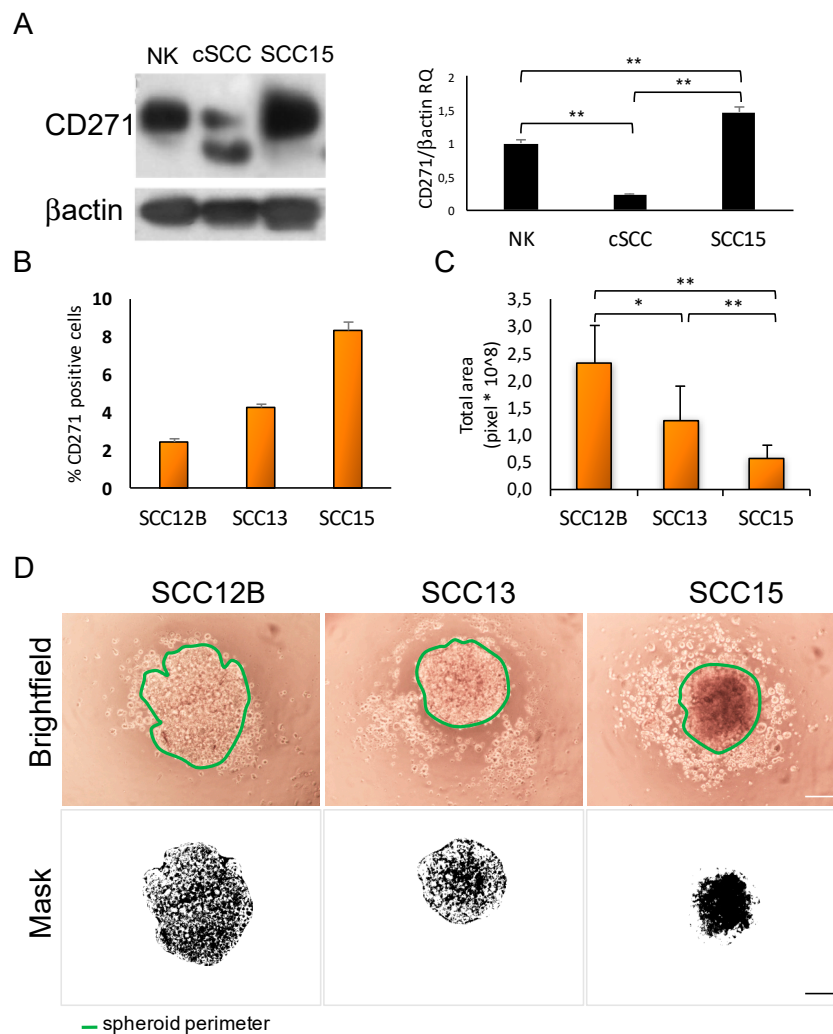 A
NK cSCC SCC15
CD271
βactin
CD271/βactin RQ
2
1,5
1
0,5
0
**
**
**
NK cSCC SCC15
B
% CD271 positive cells
10
8
6
4
2
0
SCC12B SCC13 SCC15
C
Total area
(pixel * 10^8)
3,5
3,0
2,5
2,0
1,5
1,0
0,5
0,0
**
* **
SCC12B SCC13 SCC15
D
SCC12B SCC13 SCC15
Brightfield
Mask
spheroid perimeter